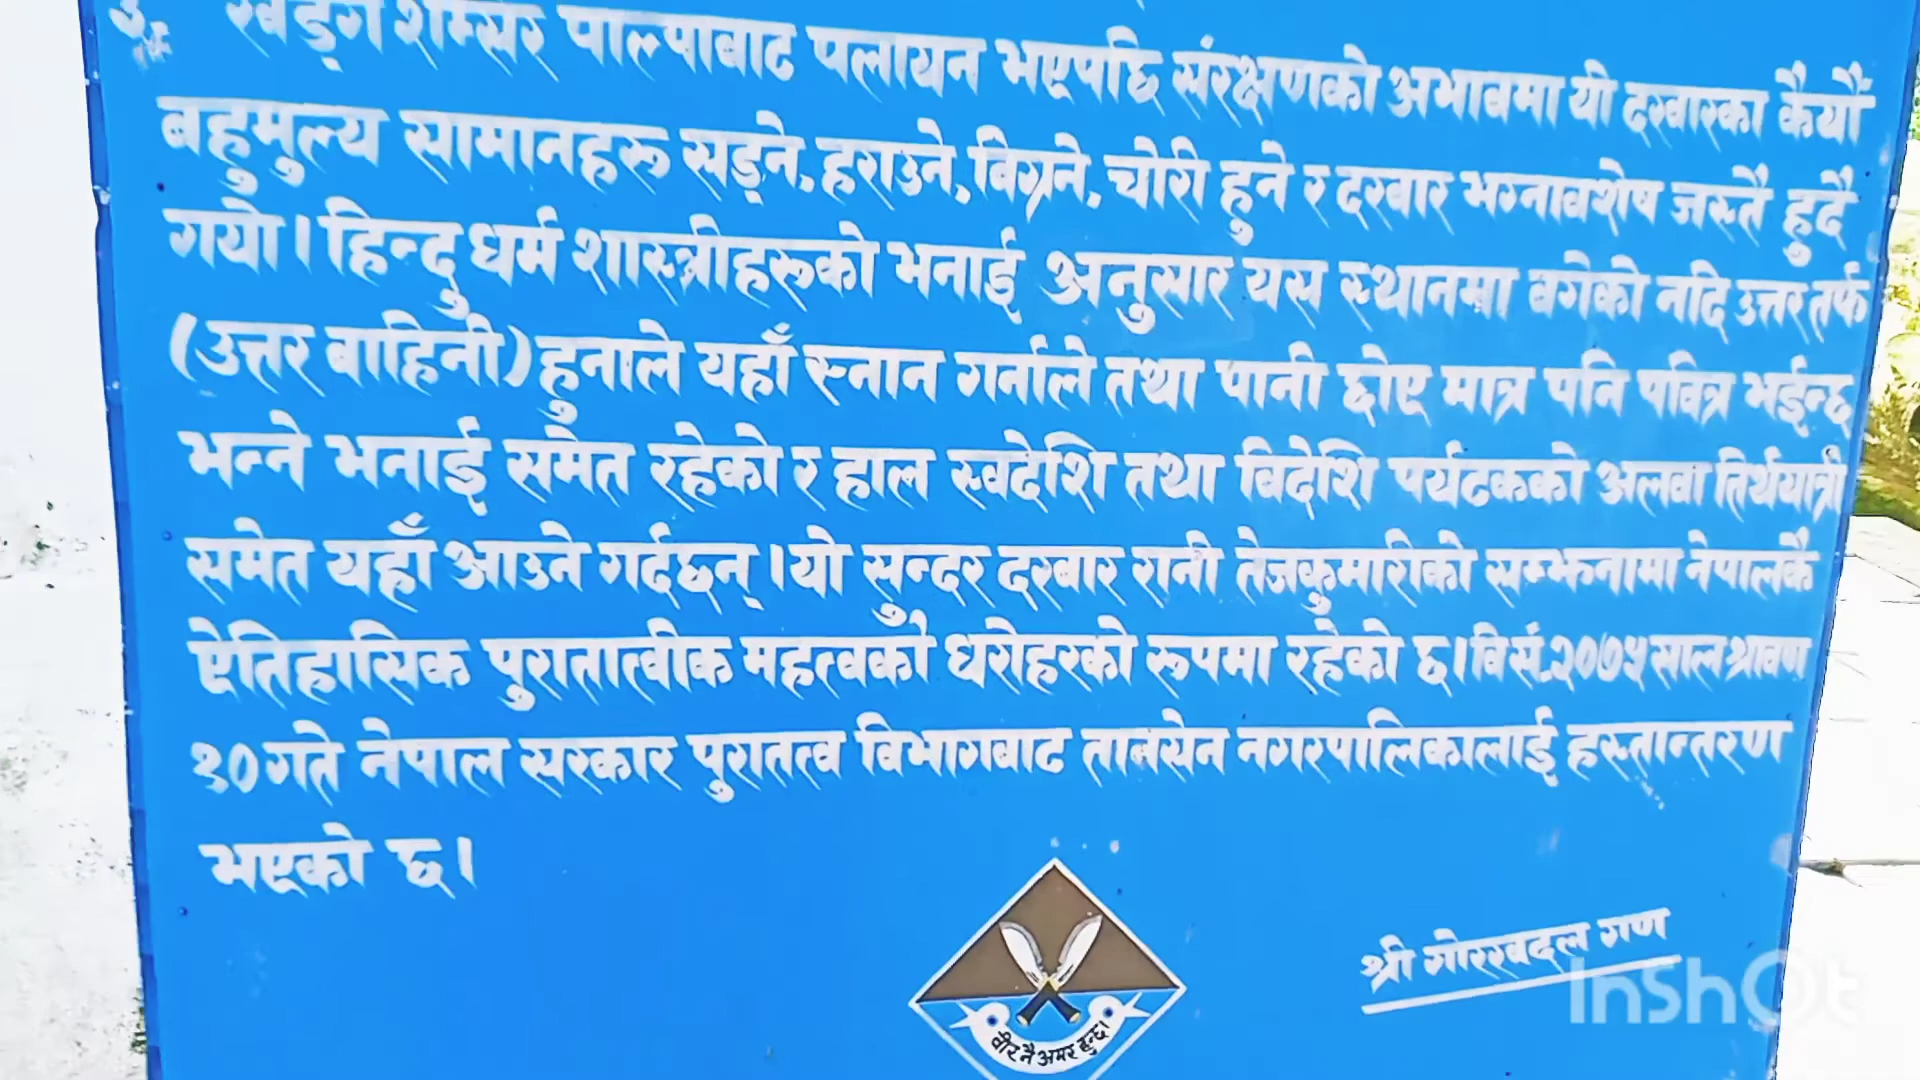 ३. खड्ग शम्सेर पाल्पाबाट पलायन भएपछि संरक्षणको अभावमा यो दरबारका कैयौं
बहुमुल्य सामानहरू सड्ने, हराउने, बिग्रने, चोरी हुने र दरबार भग्नावशेष जस्तै हुदै
गयो। हिन्दु धर्म शास्त्रीहरूको भनाई अनुसार यस स्थानमा बगेको नदि उत्तर तर्फ
(उत्तर बाहिनी) हुनाले यहाँ स्नान गर्नाले तथा पानी छोए मात्र पनि पवित्र भईन्छ
भन्ने भनाई समेत रहेको र हाल स्वदेशि तथा बिदेशि पर्यटकको अलवा तिर्थयात्री
समेत यहाँ आउने गर्दछन् ।यो सुन्दर दरबार रानी तेजकुमारीको सम्झनामा नेपालकै
ऐतिहासिक पुरातात्वीक महत्वको धरोहरको रूपमा रहेको छ। वि.सं.२०७५ साल श्रावण
१० गते नेपाल सरकार पुरातत्व विभागबाट तानसेन नगरपालिकालाई हस्तान्तरण
भएको छ।
श्री गोरखबदल गण
वीर नै अमर हुन्छ।
InShOt